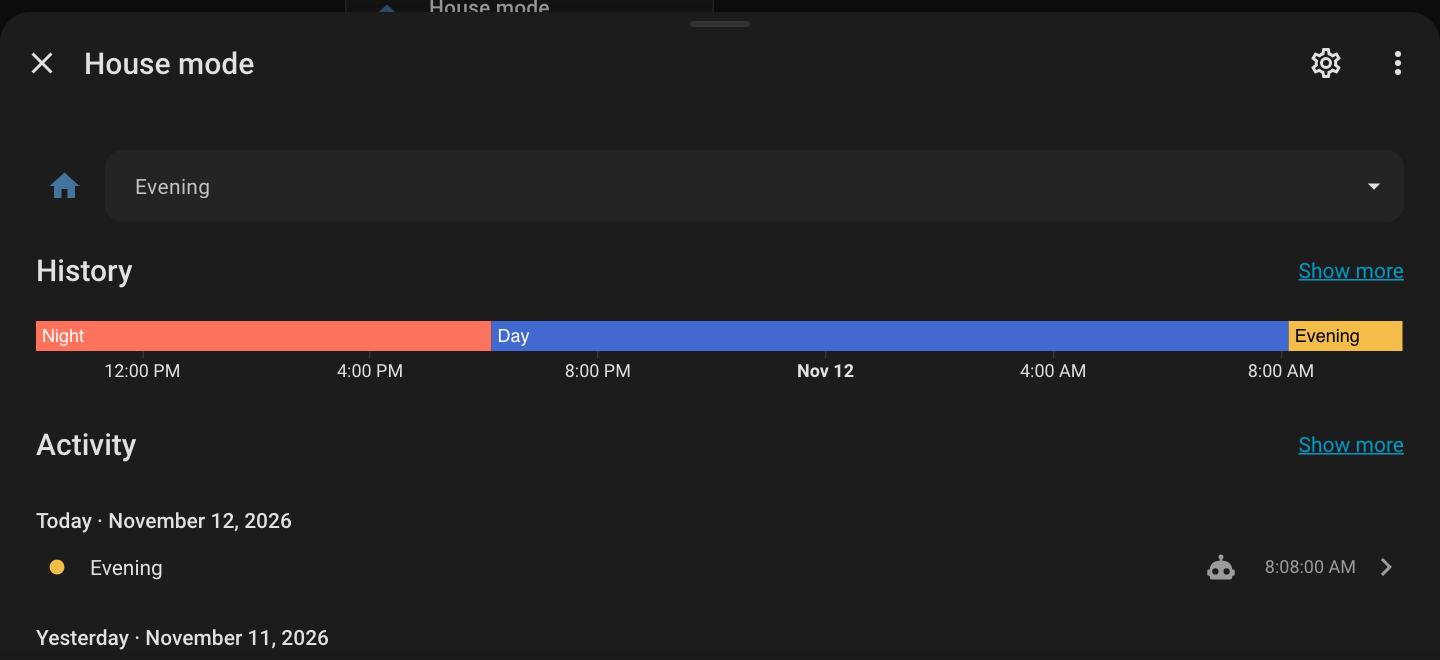 House mode
House mode
Evening
History Show more
Night Day Evening
12:00 PM 4:00 PM 8:00 PM Nov 12 4:00 AM 8:00 AM
Activity Show more
Today · November 12, 2026
Evening 8:08:00 AM
Yesterday · November 11, 2026